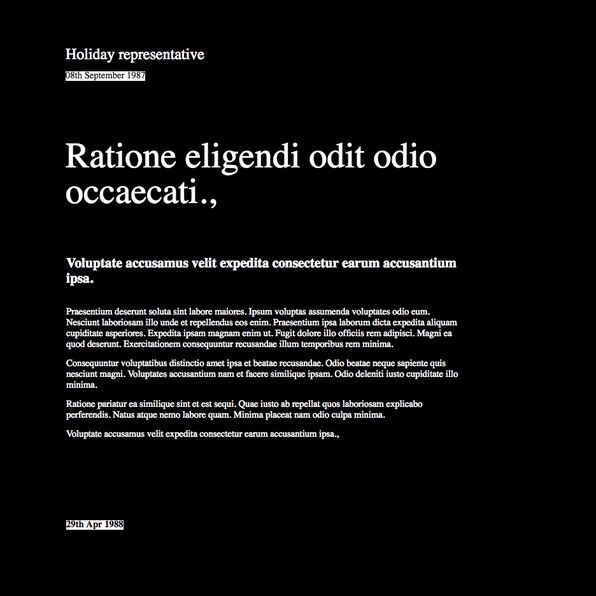 Holiday representative
08th September 1987
Ratione eligendi odit odio
occaecati.,
Voluptate accusamus velit expedita consectetur earum accusantium
ipsa.
Praesentium deserunt soluta sint labore maiores. Ipsum voluptas assumenda voluptates odio eum.
Nesciunt laboriosam illo unde et repellendus eos enim. Praesentium ipsa laborum dicta expedita aliquam
cupiditate asperiores. Expedita ipsam magnam enim ut. Fugit dolore illo officiis rem adipisci. Magni ea
quod deserunt. Exercitationem consequuntur recusandae illum temporibus rem minima.
Consequuntur voluptatibus distinctio amet ipsa et beatae recusandae. Odio beatae neque sapiente quis
nesciunt magni. Voluptates accusantium nam et facere similique ipsam. Odio deleniti iusto cupiditate illo
minima.
Ratione pariatur ea similique sint et est sequi. Quae iusto ab repellat quos laboriosam explicabo
perferendis. Natus atque nemo labore quam. Minima placeat nam odio culpa minima.
Voluptate accusamus velit expedita consectetur earum accusantium ipsa.,
29th Apr 1988